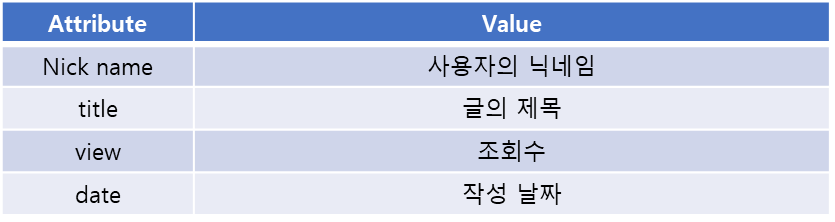 Attribute Value
Nick name 사용자의 닉네임
title 글의 제목
view 조회수
date 작성 날짜